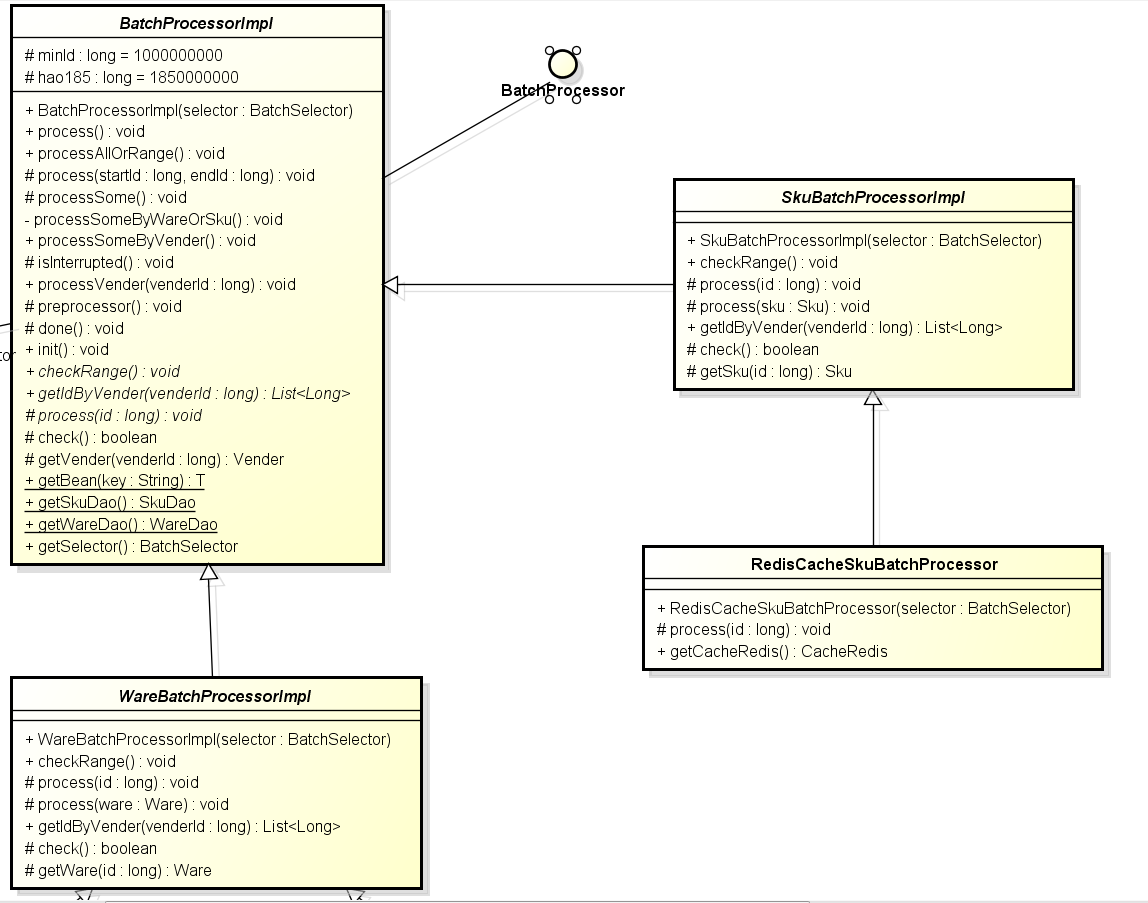 BatchProcessorImpl
# minId : long = 1000000000
# hao185 : long = 1850000000
+ BatchProcessorImpl(selector : BatchSelector)
+ process() : void
+ processAllOrRange() : void
# process(startId : long, endId : long) : void
# processSome() : void
- processSomeByWareOrSku() : void
+ processSomeByVender() : void
# isInterrupted() : void
+ processVender(venderId : long) : void
# preprocessor() : void
# done() : void
+ init() : void
+ checkRange() : void
+ getIdByVender(venderId : long) : List<Long>
# process(id : long) : void
# check() : boolean
# getVender(venderId : long) : Vender
+ getBean(key : String) : T
+ getSkuDao() : SkuDao
+ getWareDao() : WareDao
+ getSelector() : BatchSelector
tor
BatchProcessor
SkuBatchProcessorImpl
+ SkuBatchProcessorImpl(selector : BatchSelector)
+ checkRange() : void
# process(id : long) : void
# process(sku : Sku) : void
+ getIdByVender(venderId : long) : List<Long>
# check() : boolean
# getSku(id : long) : Sku
RedisCacheSkuBatchProcessor
+ RedisCacheSkuBatchProcessor(selector : BatchSelector)
# process(id : long) : void
+ getCacheRedis() : CacheRedis
WareBatchProcessorImpl
+ WareBatchProcessorImpl(selector : BatchSelector)
+ checkRange() : void
# process(id : long) : void
# process(ware : Ware) : void
+ getIdByVender(venderId : long) : List<Long>
# check() : boolean
# getWare(id : long) : Ware